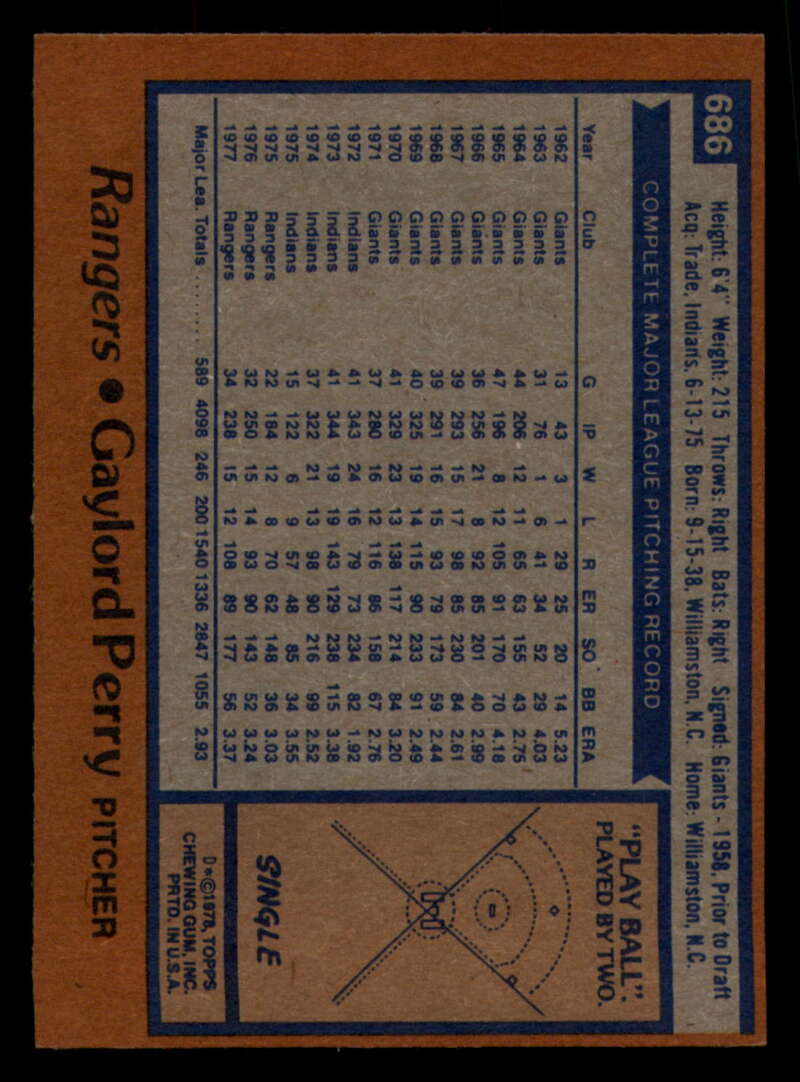 686
Height: 6'4" Weight: 215 Throws: Right Bats: Right Signed: Giants - 1958, Prior to Draft
Acq: Trade, Indians, 6-13-75 Born: 9-15-38, Williamston, N.C. Home: Williamston, N.C.
COMPLETE MAJOR LEAGUE PITCHING RECORD
Year Club G IP W L R ER SO BB ERA
1962 Giants 13 43 3 1 29 25 20 14 5.23
1963 Giants 31 76 1 6 41 34 52 29 4.03
1964 Giants 44 206 12 11 65 63 155 43 2.75
1965 Giants 47 196 8 12 105 91 170 70 4.18
1966 Giants 36 256 21 8 92 85 201 40 2.99
1967 Giants 39 293 15 17 98 85 230 84 2.61
1968 Giants 39 291 16 15 93 79 173 59 2.44
1969 Giants 40 325 19 14 115 90 233 91 2.49
1970 Giants 41 329 23 13 138 117 214 84 3.20
1971 Giants 37 280 16 12 116 86 158 67 2.76
1972 Indians 41 343 24 16 79 73 234 82 1.92
1973 Indians 41 344 19 19 143 129 238 115 3.38
1974 Indians 37 322 21 13 98 90 216 99 2.52
1975 Indians 15 122 6 9 57 48 85 34 3.55
1975 Rangers 22 184 12 8 70 62 148 36 3.03
1976 Rangers 32 250 15 14 93 90 143 52 3.24
1977 Rangers 34 238 15 12 108 89 177 56 3.37
Major Lea. Totals ........ 589 4098 246 200 1540 1336 2847 1055 2.93
"PLAY BALL".
PLAYED BY TWO.
SINGLE
D*©1978, TOPPS
CHEWING GUM, INC.
PRTD. IN U.S.A.
Rangers • Gaylord Perry PITCHER